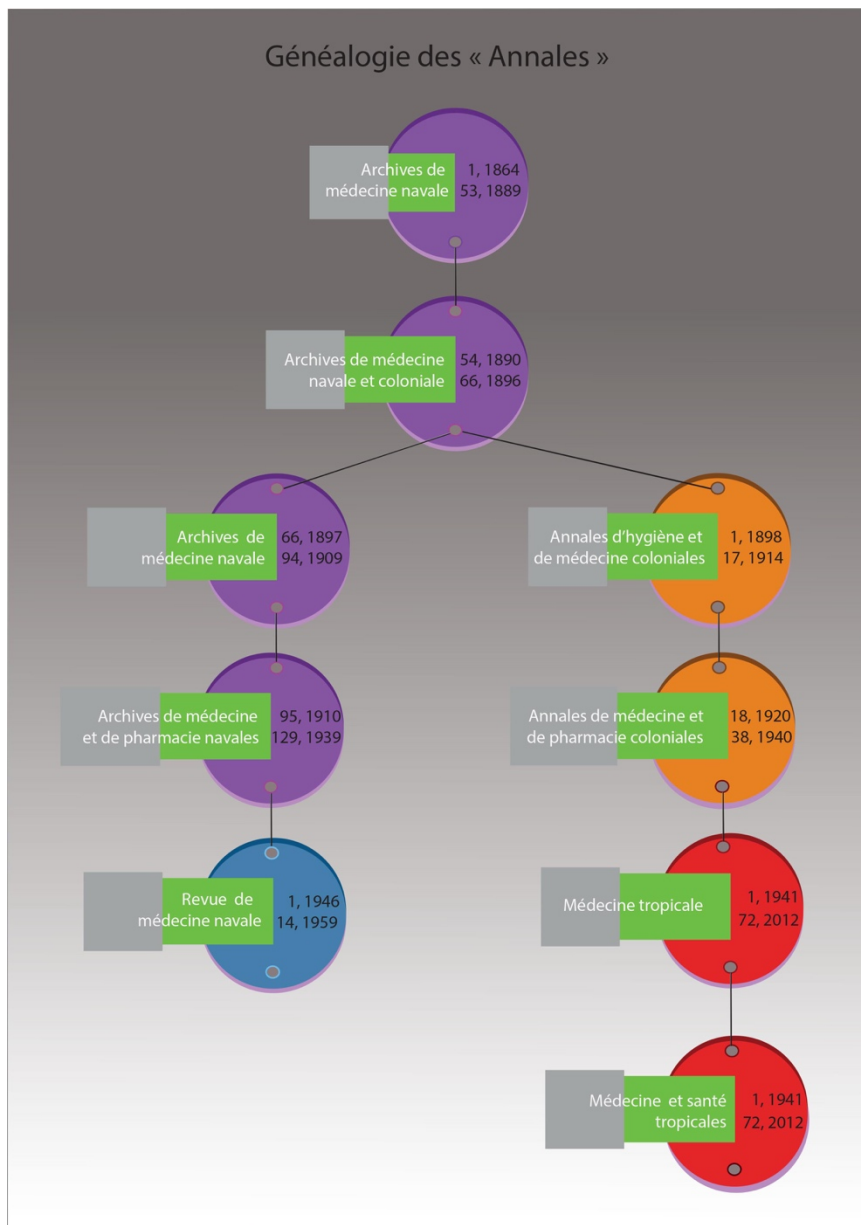 Généalogie des « Annales »
Archives de
médecine navale
1, 1864
53, 1889
Archives de médecine
navale et coloniale
54, 1890
66, 1896
Archives de
médecine navale
66, 1897
94, 1909
Annales d'hygiène et
de médecine coloniales
1, 1898
17, 1914
Archives de médecine
et de pharmacie navales
95, 1910
129, 1939
Annales de médecine et
de pharmacie coloniales
18, 1920
38, 1940
Revue de
médecine navale
1, 1946
14, 1959
Médecine tropicale
1, 1941
72, 2012
Médecine et santé
tropicales
1, 1941
72, 2012